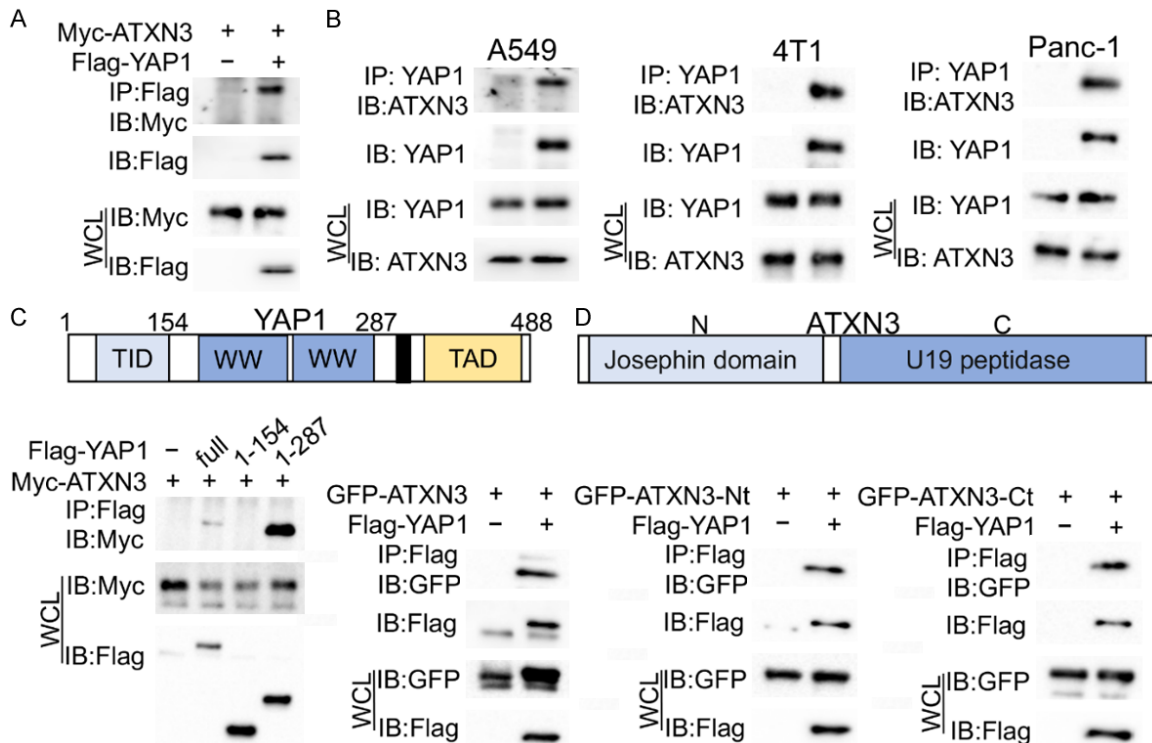 A
Myc-ATXN3 + +
Flag-YAP1 − +
IP:Flag
IB:Myc
IB:Flag
WCL
IB:Myc
IB:Flag
B
A549
IP: YAP1
IB:ATXN3
IB: YAP1
WCL
IB: YAP1
IB: ATXN3
4T1
IP: YAP1
IB:ATXN3
IB: YAP1
WCL
IB: YAP1
IB: ATXN3
Panc-1
IP: YAP1
IB:ATXN3
IB: YAP1
WCL
IB: YAP1
IB: ATXN3
C
YAP1
1 154 287 488
TID WW WW TAD
Flag-YAP1 − full 1-154 1-287
Myc-ATXN3 + + + +
IP:Flag
IB:Myc
WCL
IB:Myc
IB:Flag
D
N ATXN3 C
Josephin domain U19 peptidase
GFP-ATXN3 + +
Flag-YAP1 − +
IP:Flag
IB:GFP
IB:Flag
WCL
IB:GFP
IB:Flag
GFP-ATXN3-Nt + +
Flag-YAP1 − +
IP:Flag
IB:GFP
IB:Flag
WCL
IB:GFP
IB:Flag
GFP-ATXN3-Ct + +
Flag-YAP1 − +
IP:Flag
IB:GFP
IB:Flag
WCL
IB:GFP
IB:Flag